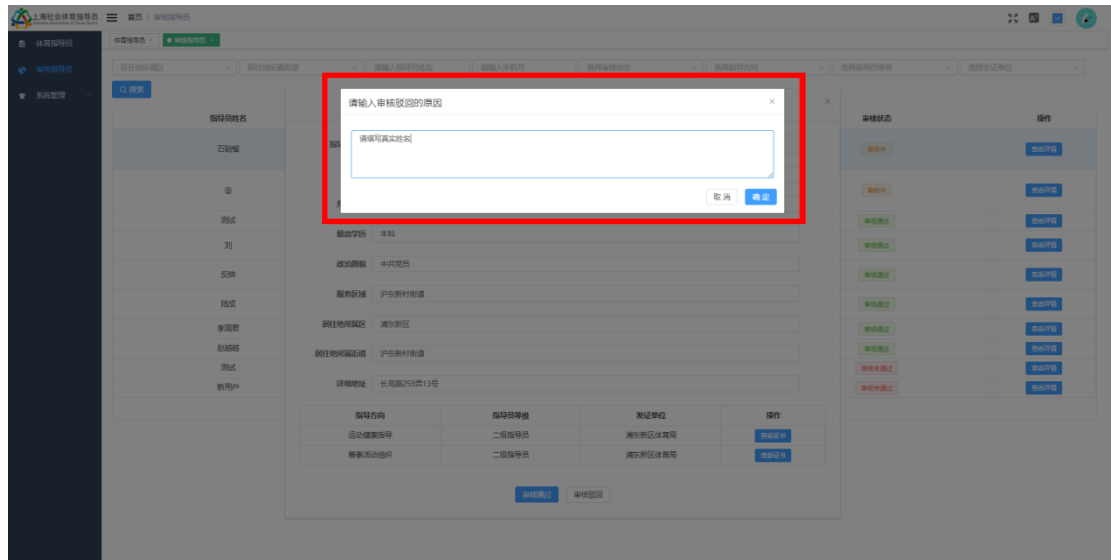 上海社会体育指导员
首页 / 审核指导员
体育指导员
体育指导员
审核指导员
审核指导员
系统管理
居住地所属区
居住地所属街道
请输入指导员姓名
请输入手机号
选择审核状态
选择指导方向
选择指导员等级
选择发证单位
搜索
请输入审核驳回的原因
请填写真实姓名
取消
确定
指导员姓名
审核状态
操作
审核中
查看详情
审核中
查看详情
测试
审核通过
查看详情
刘
审核通过
查看详情
反映
审核通过
查看详情
审核通过
查看详情
李国君
审核通过
查看详情
赵越越
审核通过
查看详情
测试
审核未通过
查看详情
新用户
审核未通过
查看详情
最高学历 本科
政治面貌 中共党员
服务区域 沪东新村街道
居住地所属区 浦东新区
居住地所属街道 沪东新村街道
详细地址
指导方向 指导员等级 发证单位 操作
运动健康指导 二级指导员 浦东新区体育局 查看证书
赛事活动组织 二级指导员 浦东新区体育局 查看证书
审核通过 审核驳回